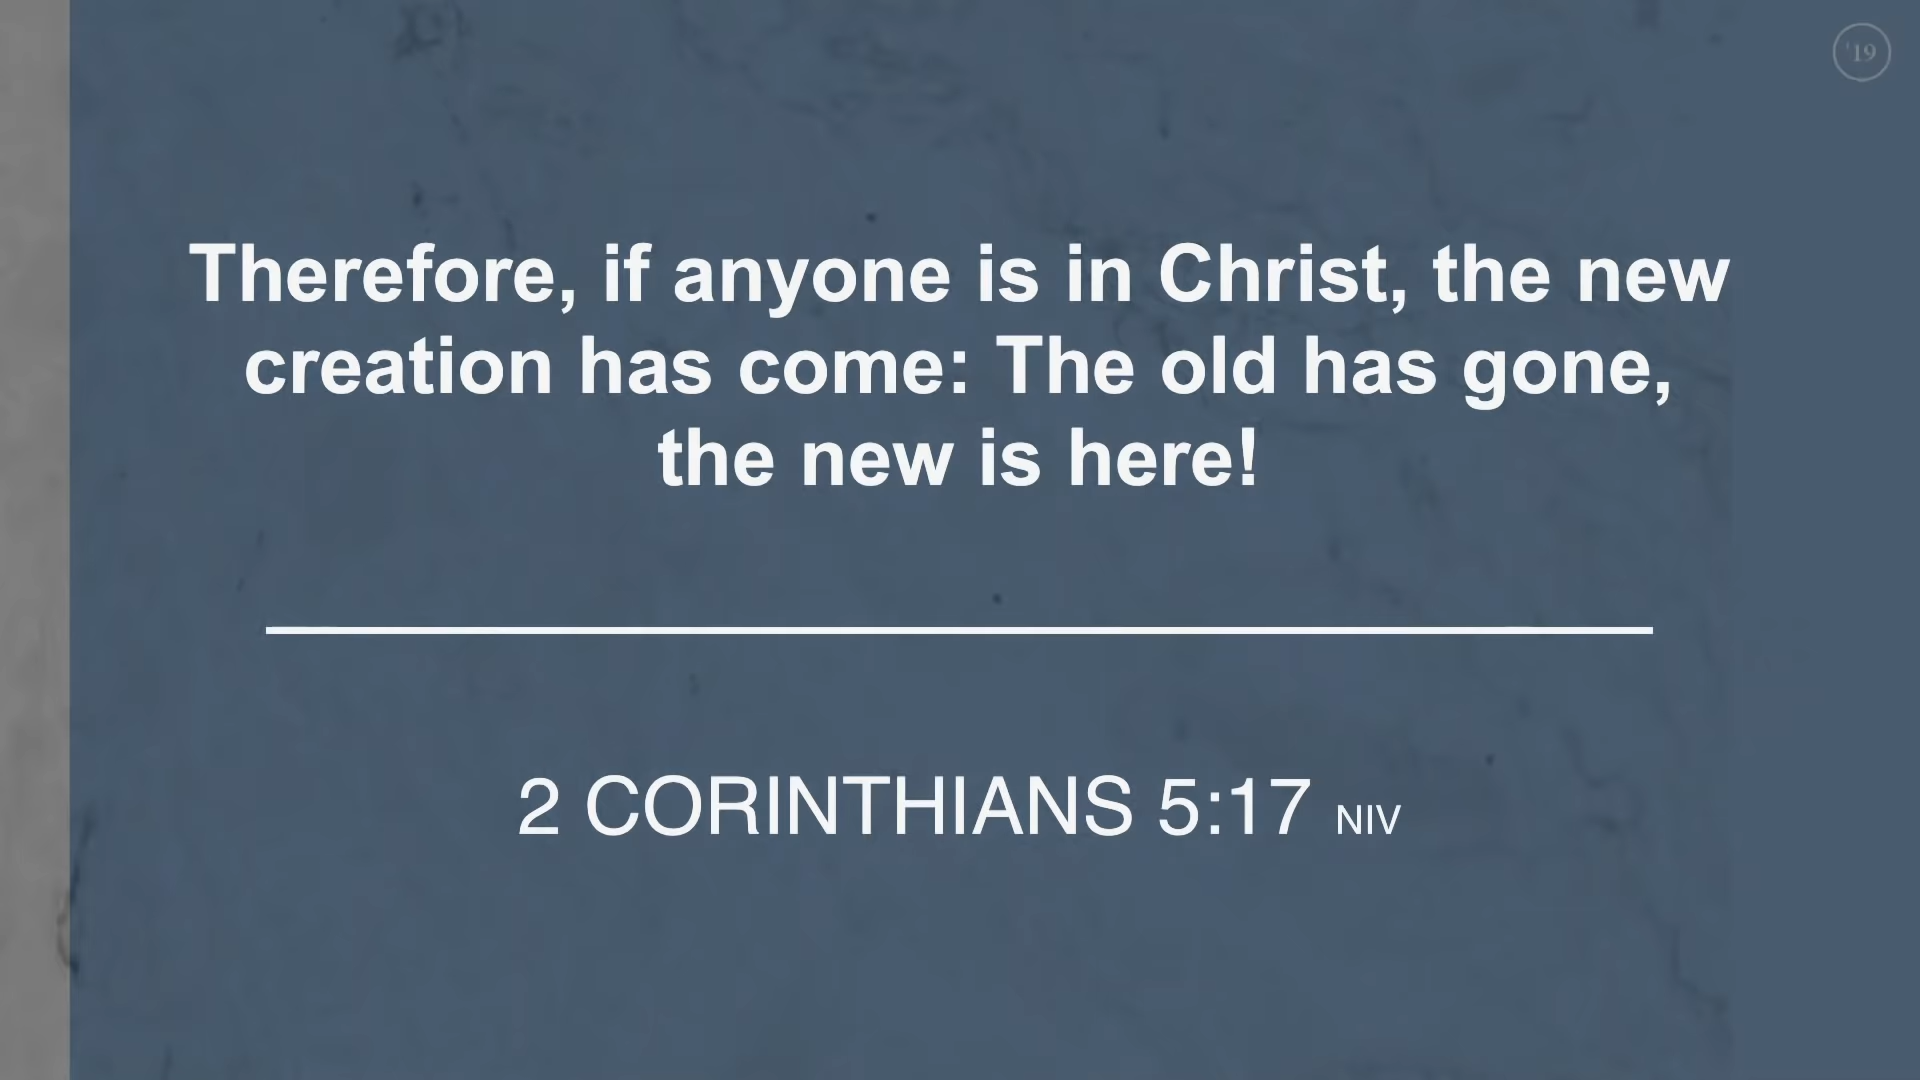 '19
Therefore, if anyone is in Christ, the new
creation has come: The old has gone,
the new is here!
2 CORINTHIANS 5:17 NIV